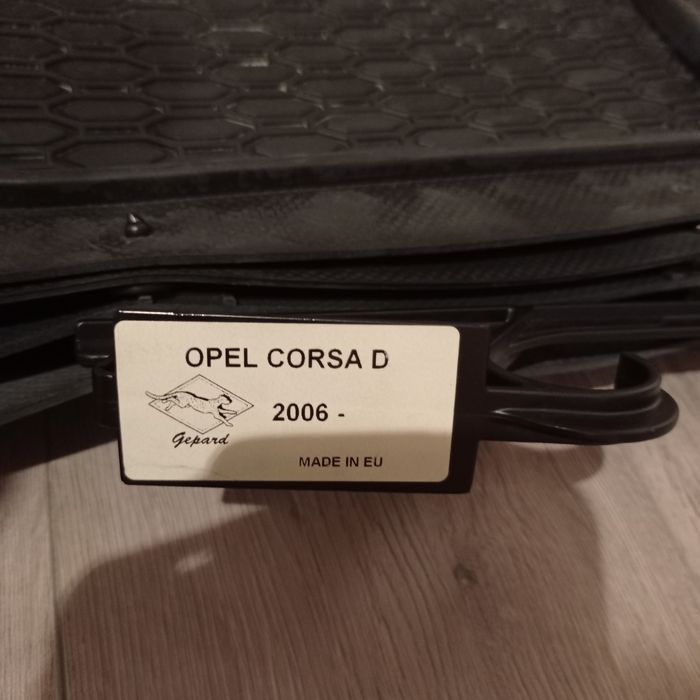 OPEL CORSA D
2006 -
Gepard
MADE IN EU